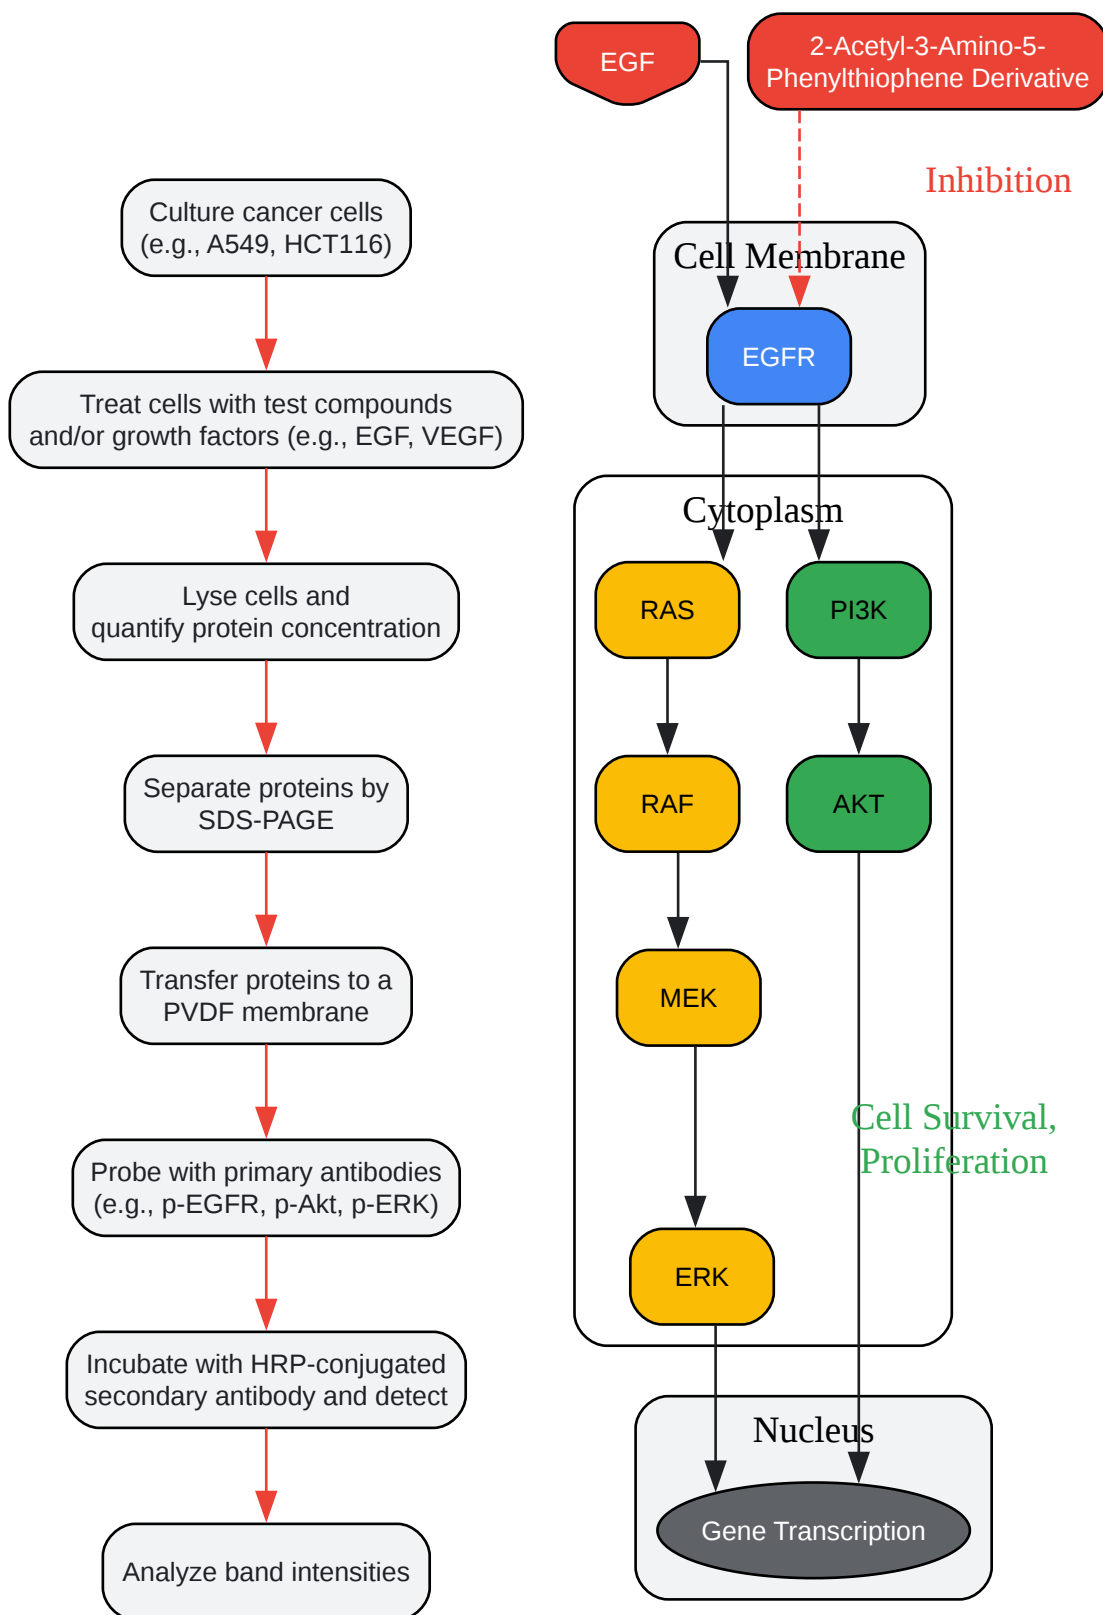 Culture cancer cells
(e.g., A549, HCT116)
Treat cells with test compounds
and/or growth factors (e.g., EGF, VEGF)
Lyse cells and
quantify protein concentration
Separate proteins by
SDS-PAGE
Transfer proteins to a
PVDF membrane
Probe with primary antibodies
(e.g., p-EGFR, p-Akt, p-ERK)
Incubate with HRP-conjugated
secondary antibody and detect
Analyze band intensities
EGF
2-Acetyl-3-Amino-5-
Phenylthiophene Derivative
Inhibition
Cell Membrane
EGFR
Cytoplasm
RAS
PI3K
RAF
AKT
MEK
Cell Survival,
Proliferation
ERK
Nucleus
Gene Transcription